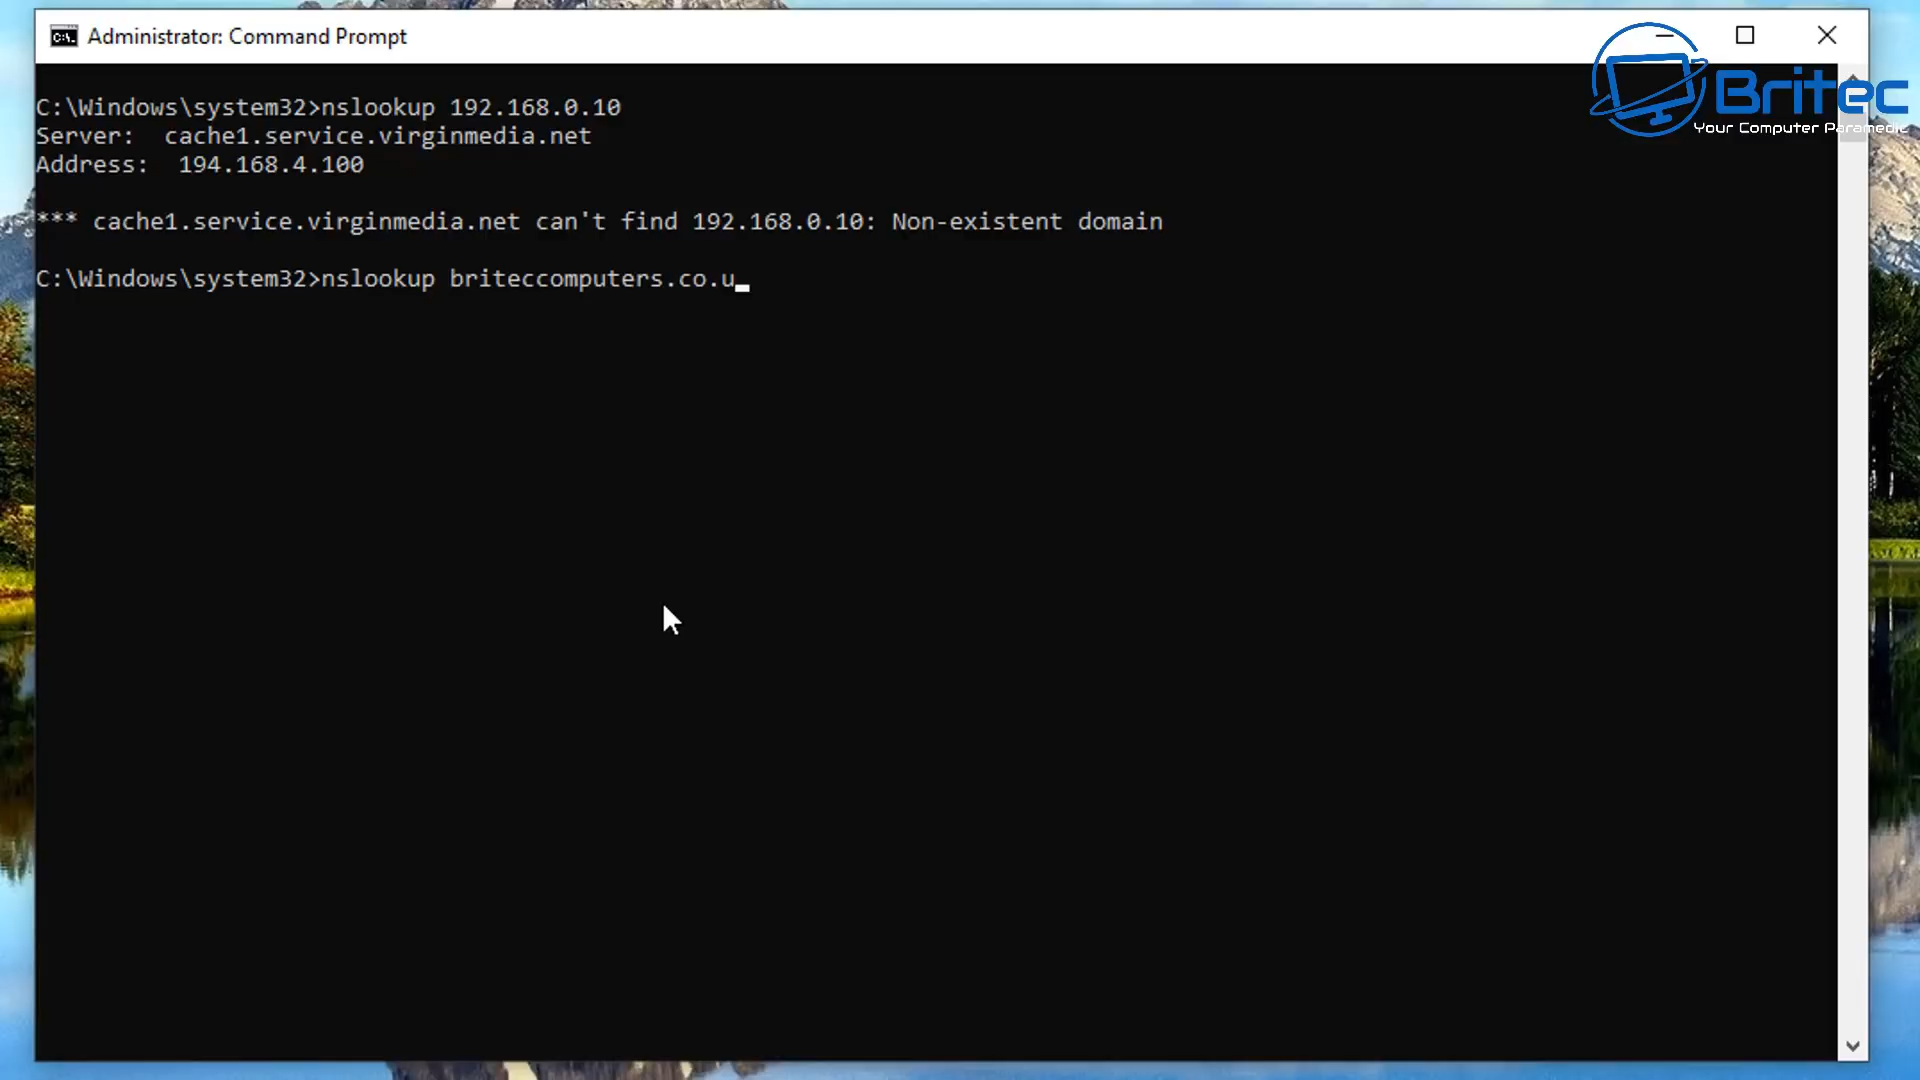 Administrator: Command Prompt
Britec
Your Computer Paramedic
C:\Windows\system32>nslookup 192.168.0.10
Server:  cache1.service.virginmedia.net
Address:  194.168.4.100
*** cache1.service.virginmedia.net can't find 192.168.0.10: Non-existent domain
C:\Windows\system32>nslookup briteccomputers.co.u